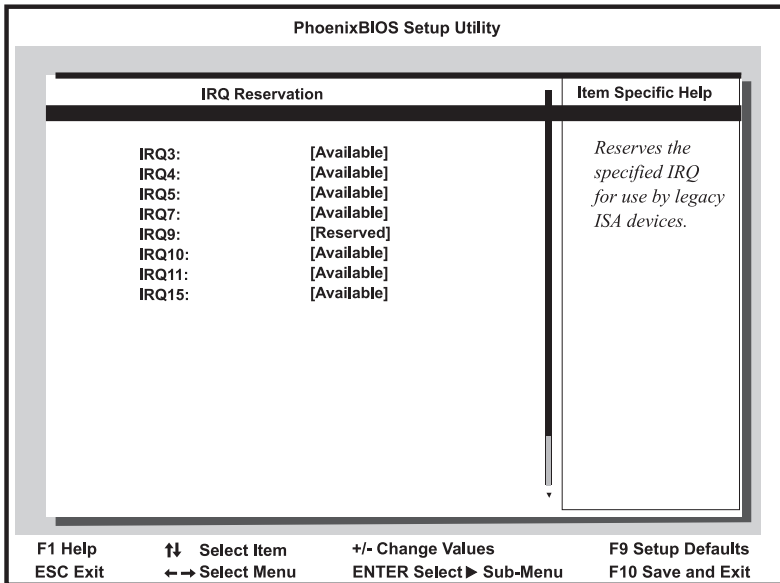 PhoenixBIOS Setup Utility
IRQ Reservation
Item Specific Help
IRQ3: [Available]
IRQ4: [Available]
IRQ5: [Available]
IRQ7: [Available]
IRQ9: [Reserved]
IRQ10: [Available]
IRQ11: [Available]
IRQ15: [Available]
Reserves the
specified IRQ
for use by legacy
ISA devices.
F1 Help ↑↓ Select Item +/- Change Values F9 Setup Defaults
ESC Exit ←→ Select Menu ENTER Select ▶ Sub-Menu F10 Save and Exit